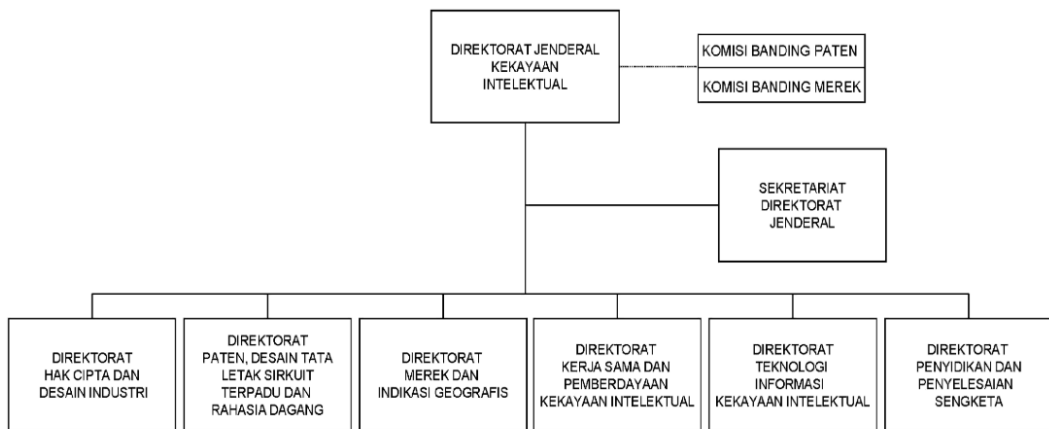 DIREKTORAT JENDERAL
KEKAYAAN
INTELEKTUAL
KOMISI BANDING PATEN
KOMISI BANDING MEREK
SEKRETARIAT
DIREKTORAT
JENDERAL
DIREKTORAT
HAK CIPTA DAN
DESAIN INDUSTRI
DIREKTORAT
PATEN, DESAIN TATA
LETAK SIRKUIT
TERPADU DAN
RAHASIA DAGANG
DIREKTORAT
MEREK DAN
INDIKASI GEOGRAFIS
DIREKTORAT
KERJA SAMA DAN
PEMBERDAYAAN
KEKAYAAN INTELEKTUAL
DIREKTORAT
TEKNOLOGI
INFORMASI
KEKAYAAN INTELEKTUAL
DIREKTORAT
PENYIDIKAN DAN
PENYELESAIAN
SENGKETA